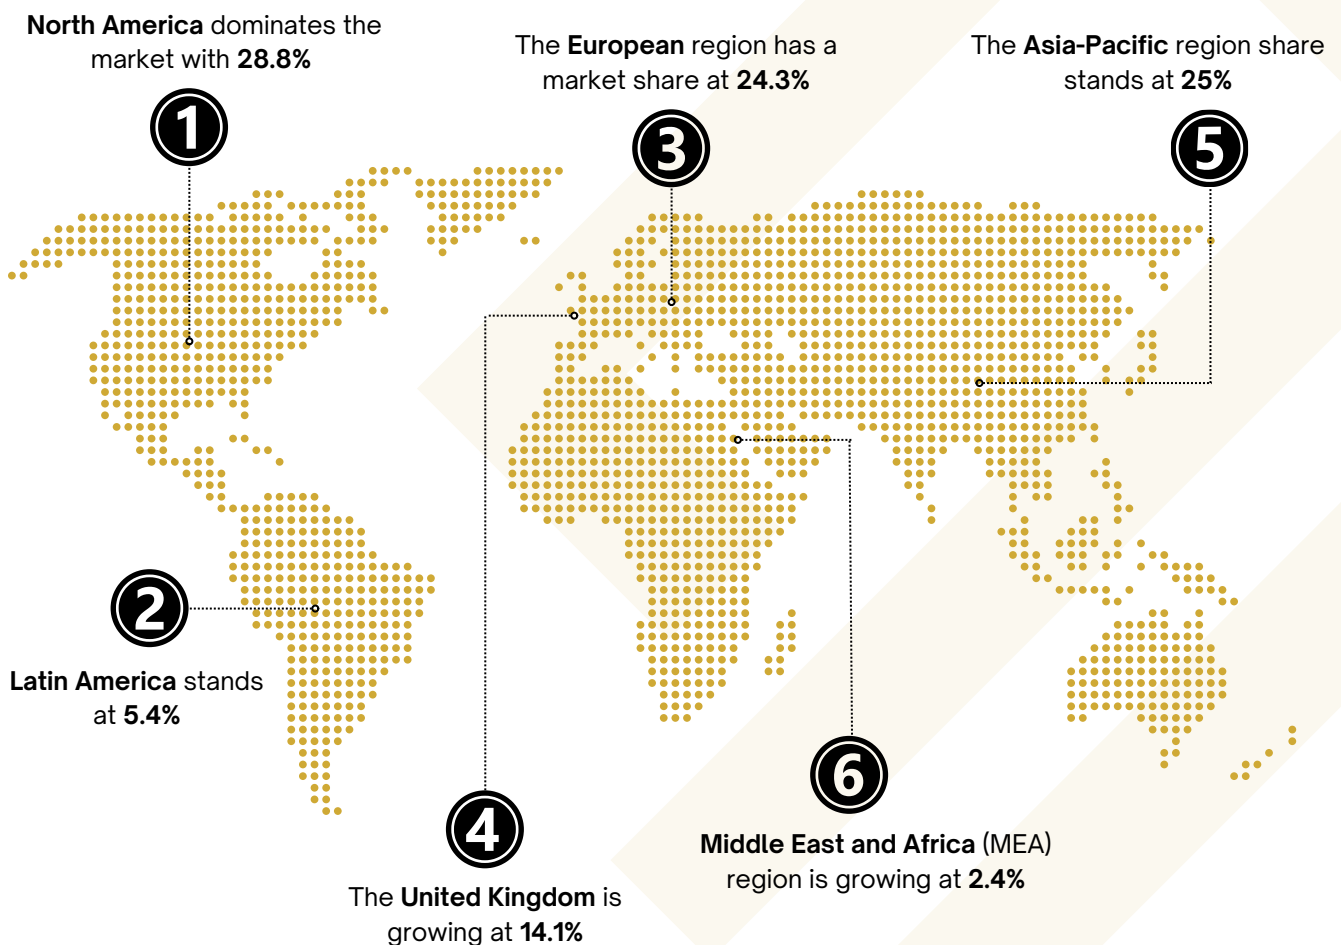 North America dominates the
market with 28.8%
1
The European region has a
market share at 24.3%
3
The Asia-Pacific region share
stands at 25%
5
2
Latin America stands
at 5.4%
4
The United Kingdom is
growing at 14.1%
6
Middle East and Africa (MEA)
region is growing at 2.4%